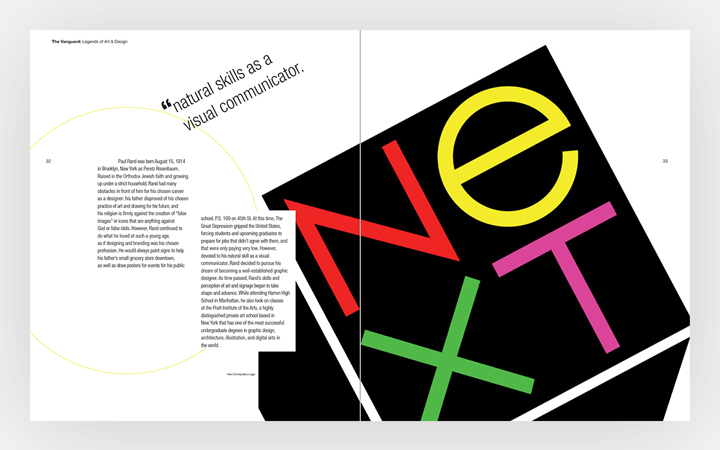 The Vanguard: Legends of Art & Design
“natural skills as a
visual communicator.
Paul Rand was born August 15, 1914
in Brooklyn, New York as Peretz Rosenbaum.
Raised in the Orthodox Jewish faith and growing
up under a strict household, Rand had many
obstacles in front of him for his chosen career
as a designer; his father disproved of his chosen
practice of art and drawing for his future, and
his religion is firmly against the creation of “false
images” or icons that are anything against
God or false idols. However, Rand continued to
do what he loved at such a young age,
as if designing and branding was his chosen
profession. He would always paint signs to help
his father’s small grocery store downtown,
as well as draw posters for events for his public
school, P.S. 109 on 45th St. At this time, The
Great Depression gripped the United States,
forcing students and upcoming graduates to
prepare for jobs that didn’t agree with them, and
that were only paying very low. However,
devoted to his natural skill as a visual
communicator, Rand decided to pursue his
dream of becoming a well-established graphic
designer. As time passed, Rand’s skills and
perception of art and signage began to take
shape and advance. While attending Harren High
School in Manhattan, he also took on classes
at the Pratt Institute of the Arts, a highly
distinguished private art school based in
New York that has one of the most successful
undergraduate degrees in graphic design,
architecture, illustration, and digital arts in
the world.
NeXT